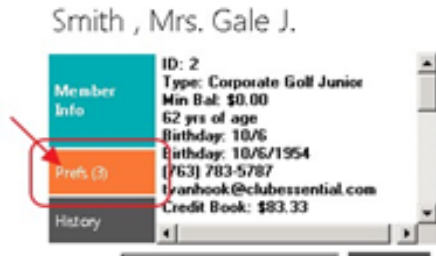 Smith , Mrs. Gale J.
Member
Info
Prefs (3)
History
ID: 2
Type: Corporate Golf Junior
Min Bal: $0.00
62 yrs of age
Birthday: 10/6
Birthday: 10/6/1954
(763) 783-5787
tvanhook@clubessential.com
Credit Book: $83.33